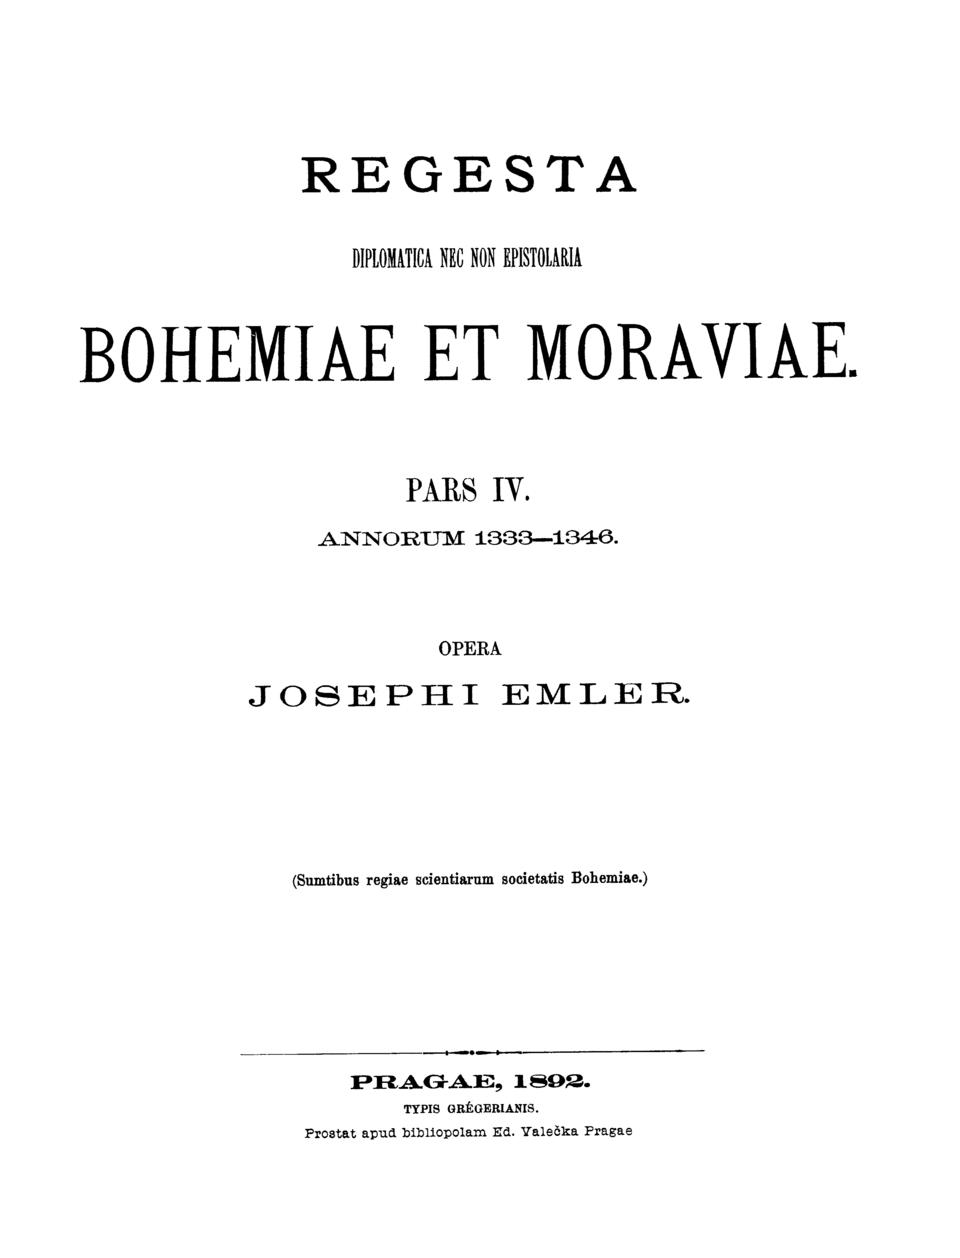 REGESTA
DIPLOMATICA NEC NON EPISTOLARIA
BOHEMIAE ET MORAVIAE.
PARS IV.
ANNORUM 1333—1346.
OPERA
JOSEPHI EMLER.
(Sumtibus regiae scientiarum societatis Bohemiae.)
PRAGAE, 1892.
TYPIS GRÉGERIANIS.
Prostat apud bibliopolam Ed. Valečka Pragae